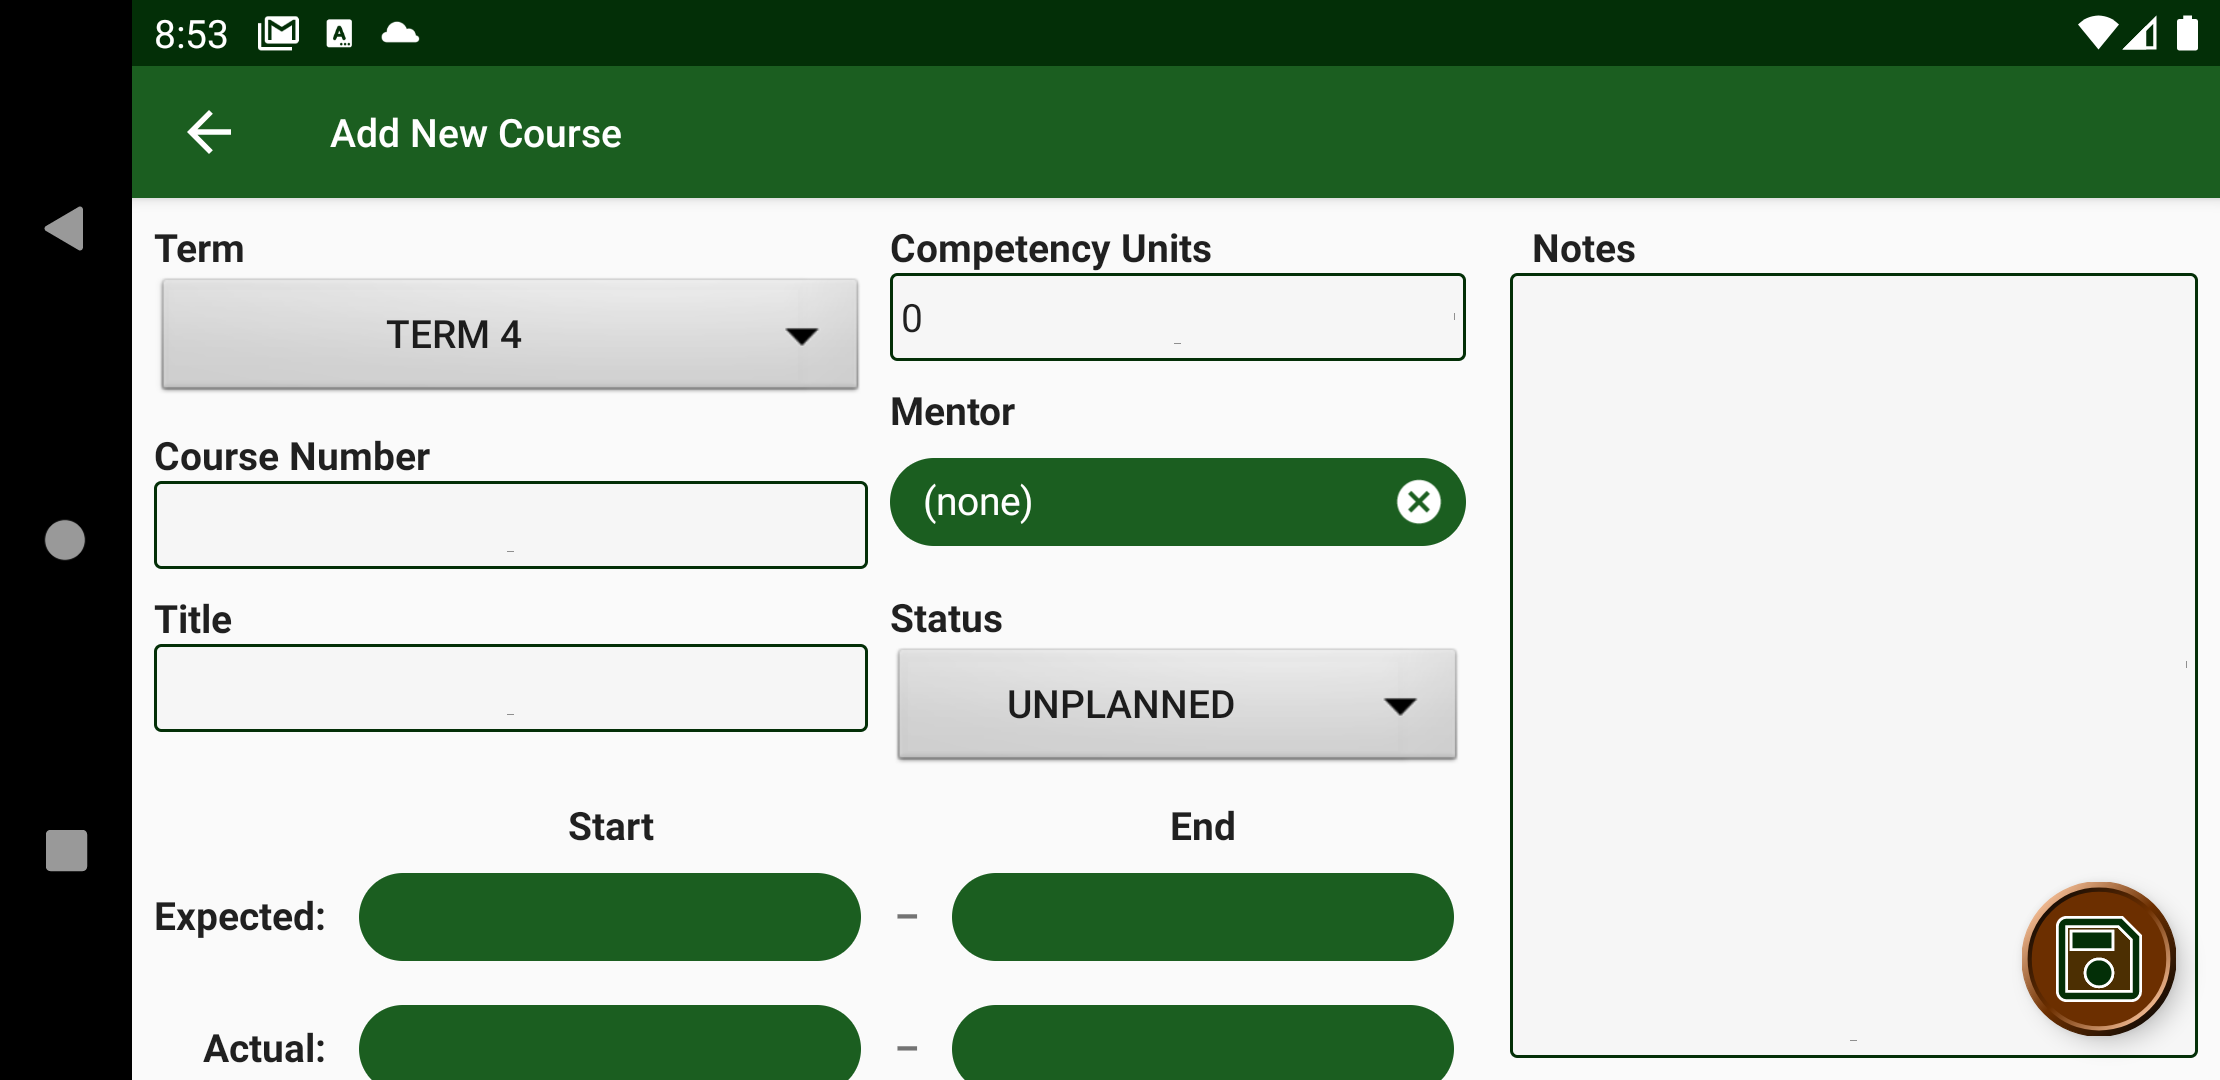 8:53
Add New Course
Term
TERM 4
Course Number
Title
Competency Units
0
Mentor
(none)
Status
UNPLANNED
Notes
Start End
Expected: –
Actual: –